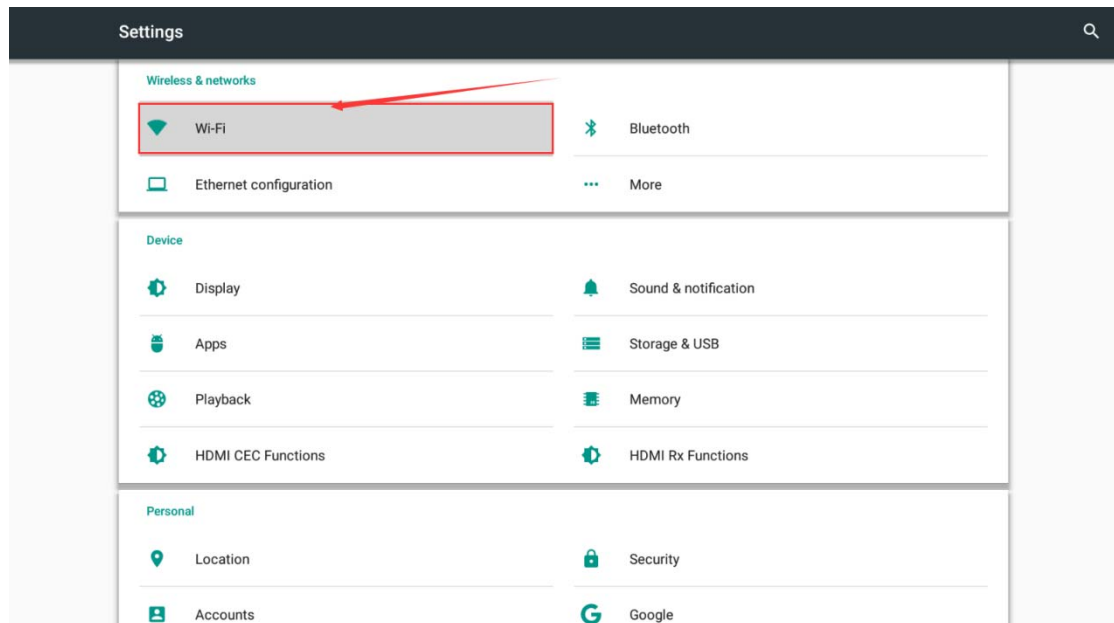 Settings
Wireless & networks
Wi-Fi
Bluetooth
Ethernet configuration
More
Device
Display
Sound & notification
Apps
Storage & USB
Playback
Memory
HDMI CEC Functions
HDMI Rx Functions
Personal
Location
Security
Accounts
Google